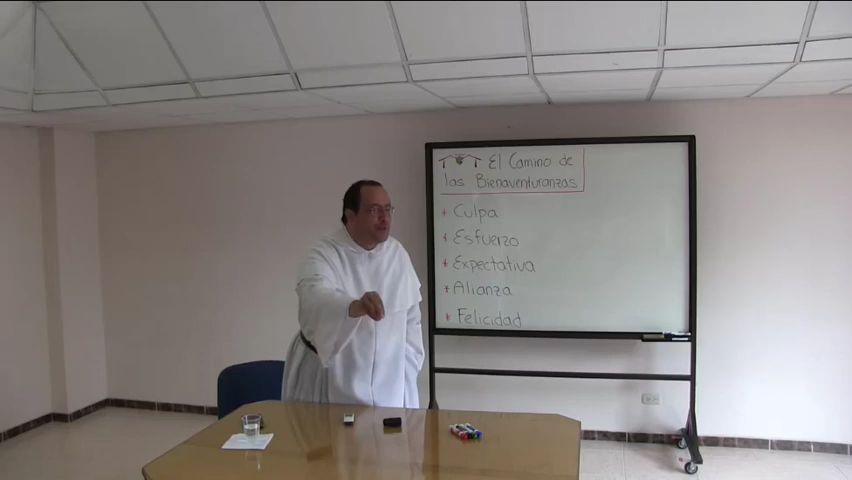 El Camino de
las Bienaventuranzas
* Culpa
* Esfuerzo
* Expectativa
* Alianza
* Felicidad